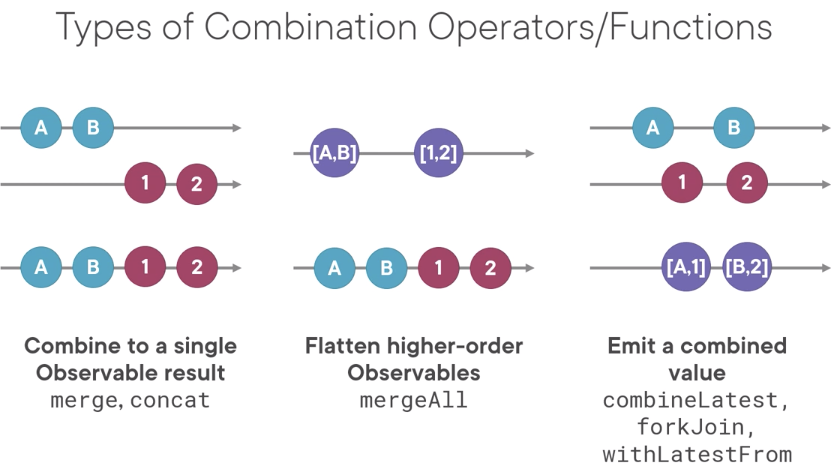 Types of Combination Operators/Functions
A B
1 2
A B 1 2
Combine to a single
Observable result
merge, concat
[A,B] [1,2]
A B 1 2
Flatten higher-order
Observables
mergeAll
A B
1 2
[A,1] [B,2]
Emit a combined
value
combineLatest,
forkJoin,
withLatestFrom